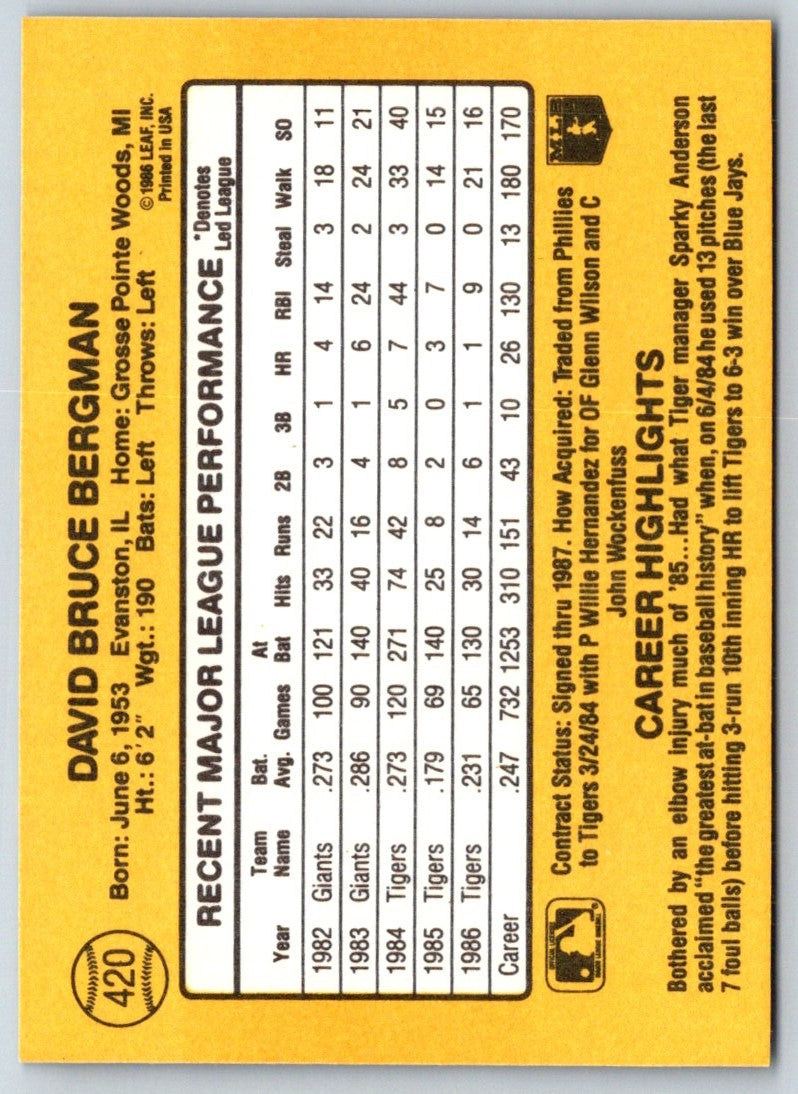 420
DAVID BRUCE BERGMAN
Born: June 6, 1953 Evanston, IL Home: Grosse Pointe Woods, MI
Ht.: 6'2" Wgt.: 190 Bats: Left Throws: Left
© 1986 LEAF, INC.
Printed in USA
RECENT MAJOR LEAGUE PERFORMANCE
*Denotes
Led League
Year Team Name Bat. Avg. Games At Bat Hits Runs 2B 3B HR RBI Steal Walk SO
1982 Giants .273 100 121 33 22 3 1 4 14 3 18 11
1983 Giants .286 90 140 40 16 4 1 6 24 2 24 21
1984 Tigers .273 120 271 74 42 8 5 7 44 3 33 40
1985 Tigers .179 69 140 25 8 2 0 3 7 0 14 15
1986 Tigers .231 65 130 30 14 6 1 1 9 0 21 16
Career .247 732 1253 310 151 43 10 26 130 13 180 170
Contract Status: Signed thru 1987. How Acquired: Traded from Phillies
to Tigers 3/24/84 with P Willie Hernandez for OF Glenn Wilson and C
John Wockenfuss
MLB
CAREER HIGHLIGHTS
Bothered by an elbow injury much of '85...Had what Tiger manager Sparky Anderson
acclaimed "the greatest at-bat in baseball history" when, on 6/4/84 he used 13 pitches (the last
7 foul balls) before hitting 3-run 10th inning HR to lift Tigers to 6-3 win over Blue Jays.